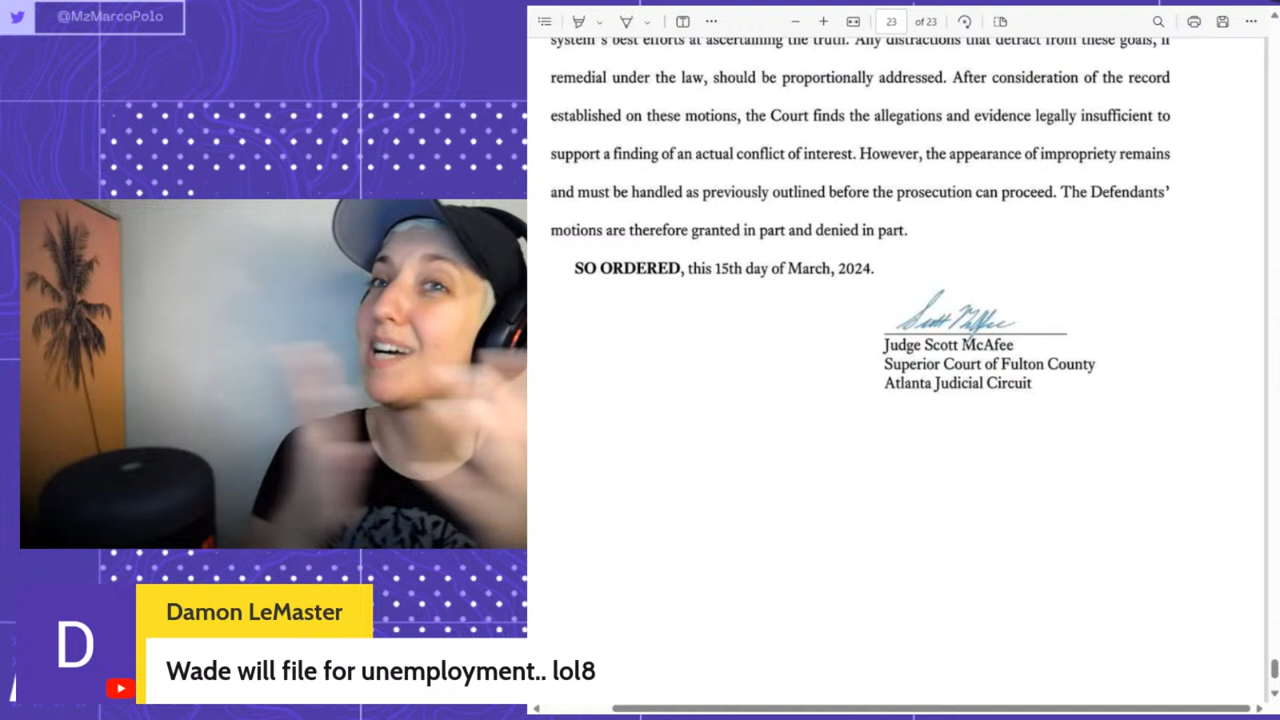 @MzMarcoPolo
23 of 23
system's best efforts at ascertaining the truth. Any distractions that detract from these goals, if
remedial under the law, should be proportionally addressed. After consideration of the record
established on these motions, the Court finds the allegations and evidence legally insufficient to
support a finding of an actual conflict of interest. However, the appearance of impropriety remains
and must be handled as previously outlined before the prosecution can proceed. The Defendants'
motions are therefore granted in part and denied in part.
SO ORDERED, this 15th day of March, 2024.
Scott McAfee
Judge Scott McAfee
Superior Court of Fulton County
Atlanta Judicial Circuit
D
Damon LeMaster
Wade will file for unemployment.. lol8